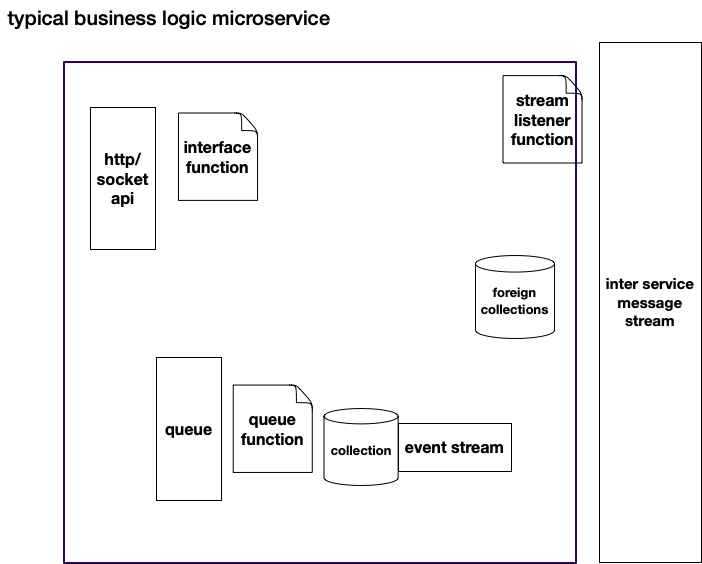 typical business logic microservice
stream
listener
function
interface
function
http/
socket
api
foreign
collections
inter service
message
stream
queue
queue
function
collection
event stream